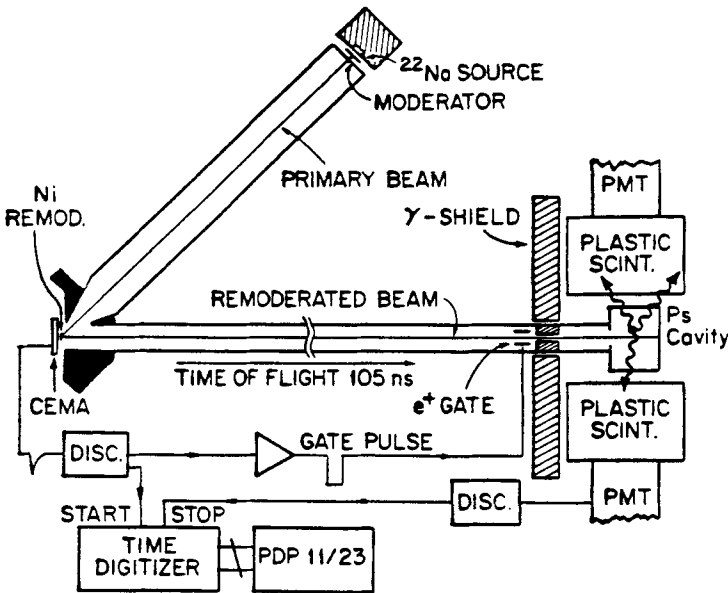 ²²Na SOURCE
MODERATOR
PRIMARY BEAM
Ni
REMOD.
γ-SHIELD
PMT
PLASTIC
SCINT.
REMODERATED BEAM
Ps
Cavity
TIME OF FLIGHT 105 ns
e⁺ GATE
CEMA
PLASTIC
SCINT.
GATE PULSE
DISC.
DISC.
PMT
START
STOP
TIME
DIGITIZER
PDP 11/23